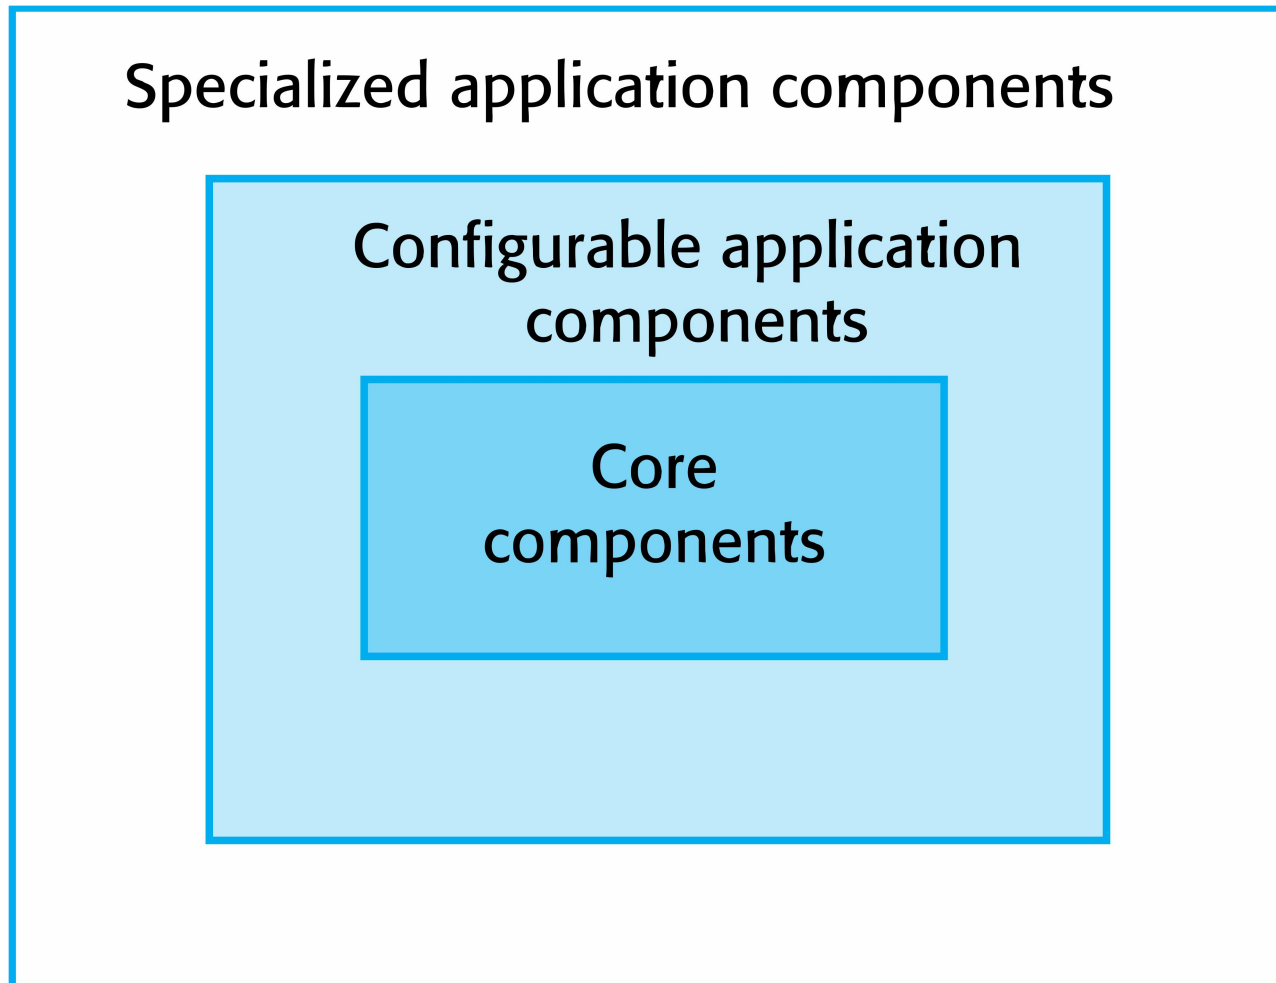 Specialized application components
Configurable application
components
Core
components